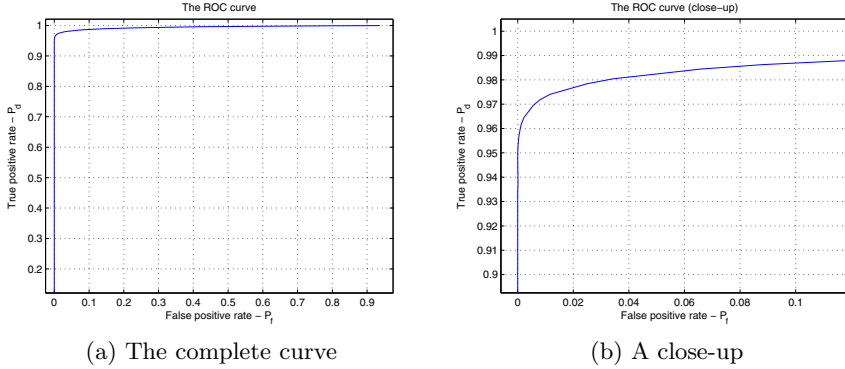 The ROC curve
True positive rate − P_d
1
0.9
0.8
0.7
0.6
0.5
0.4
0.3
0.2
0 0.1 0.2 0.3 0.4 0.5 0.6 0.7 0.8 0.9
False positive rate − P_f
(a) The complete curve
The ROC curve (close−up)
True positive rate − P_d
1
0.99
0.98
0.97
0.96
0.95
0.94
0.93
0.92
0.91
0.9
0 0.02 0.04 0.06 0.08 0.1
False positive rate − P_f
(b) A close-up